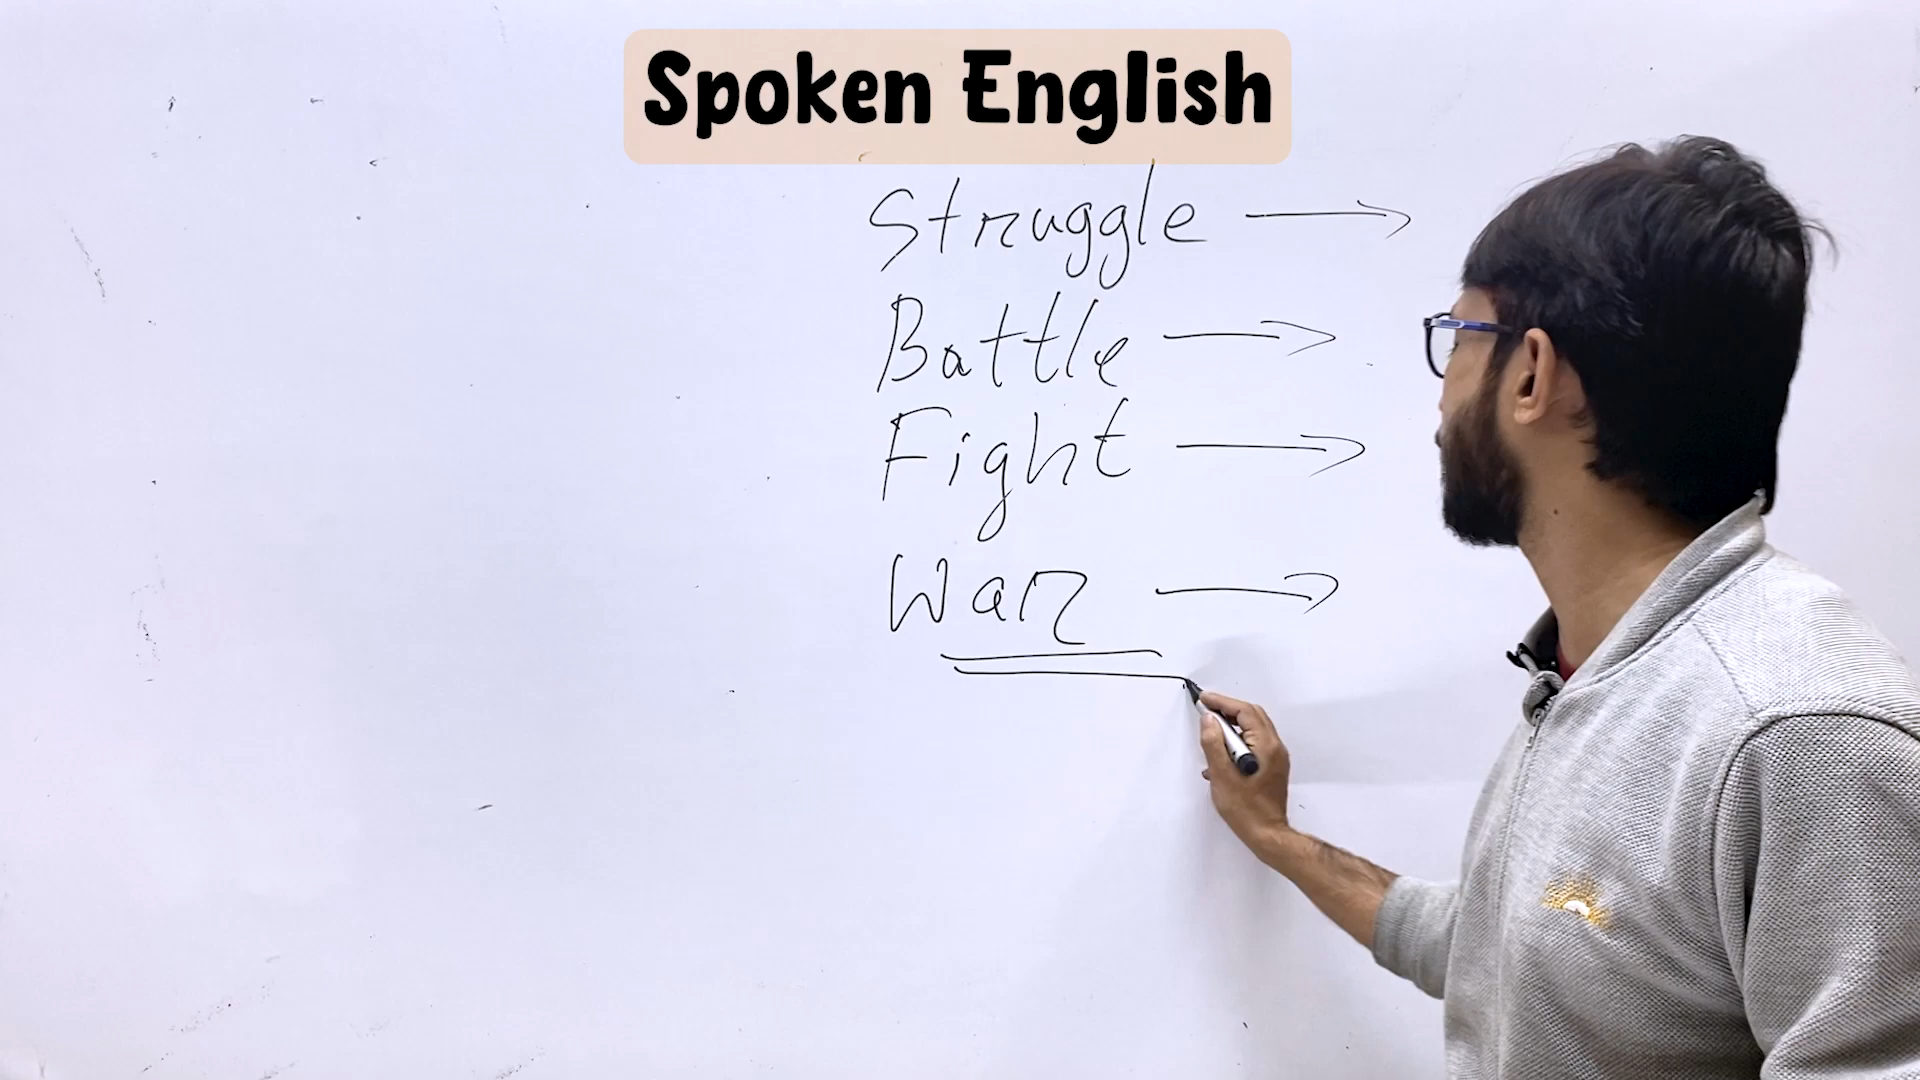 Spoken English
Struggle →
Battle →
Fight →
War →